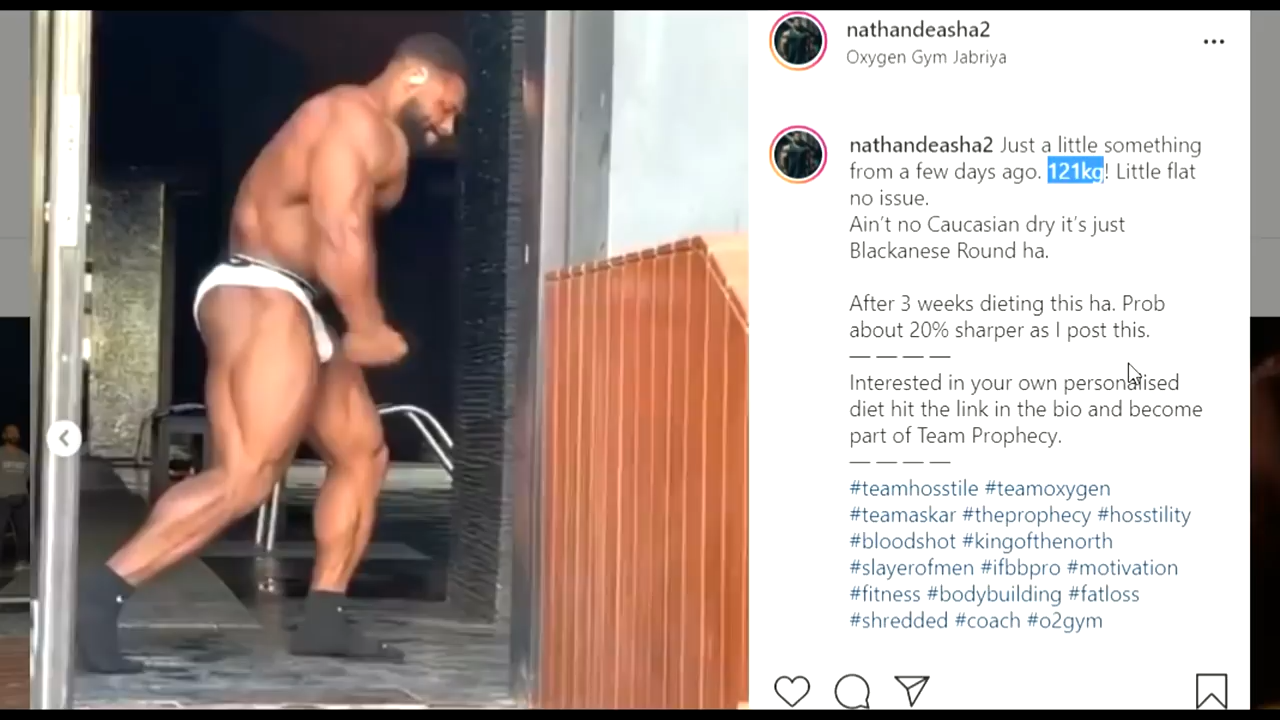 nathandeasha2
Oxygen Gym Jabriya
nathandeasha2 Just a little something
from a few days ago. 121kg! Little flat
no issue.
Ain't no Caucasian dry it's just
Blackanese Round ha.
After 3 weeks dieting this ha. Prob
about 20% sharper as I post this.
— — — —
Interested in your own personalised
diet hit the link in the bio and become
part of Team Prophecy.
— — — —
#teamhosstile #teamoxygen
#teamaskar #theprophecy #hosstility
#bloodshot #kingofthenorth
#slayerofmen #ifbbpro #motivation
#fitness #bodybuilding #fatloss
#shredded #coach #o2gym